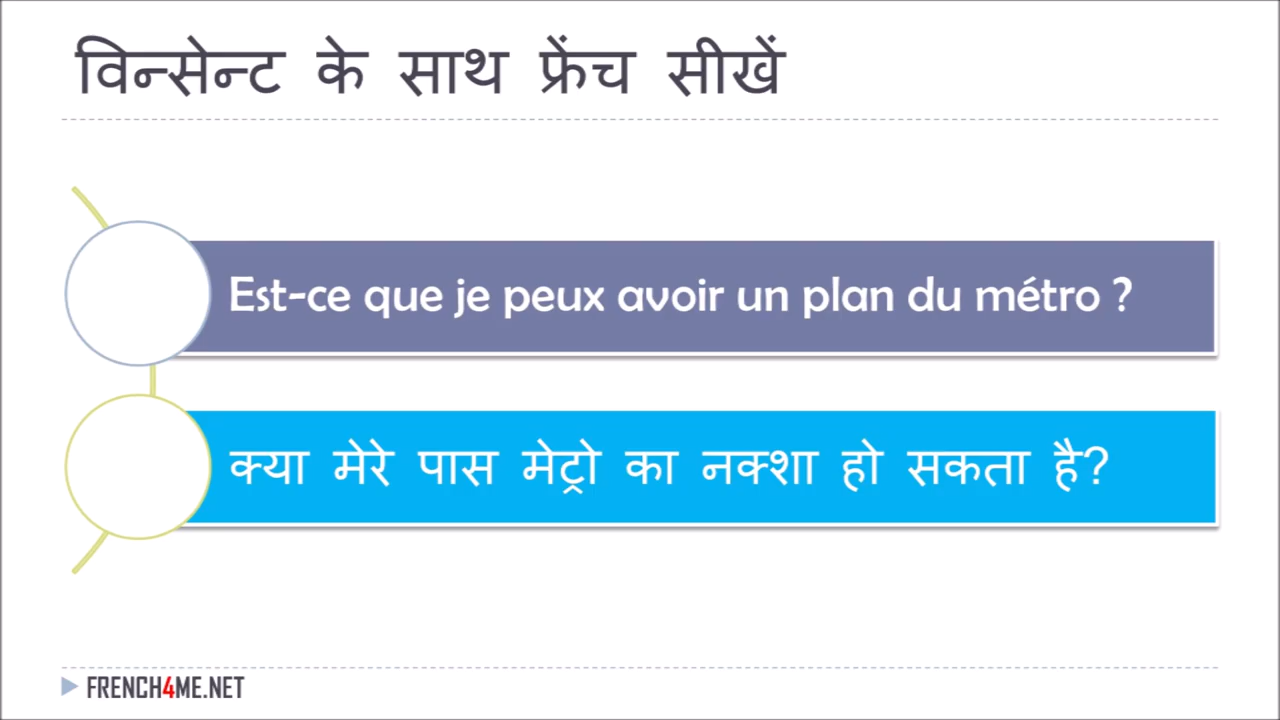 विन्सेन्ट के साथ फ्रेंच सीखें
Est-ce que je peux avoir un plan du métro ?
क्या मेरे पास मेट्रो का नक्शा हो सकता है?
FRENCH4ME.NET